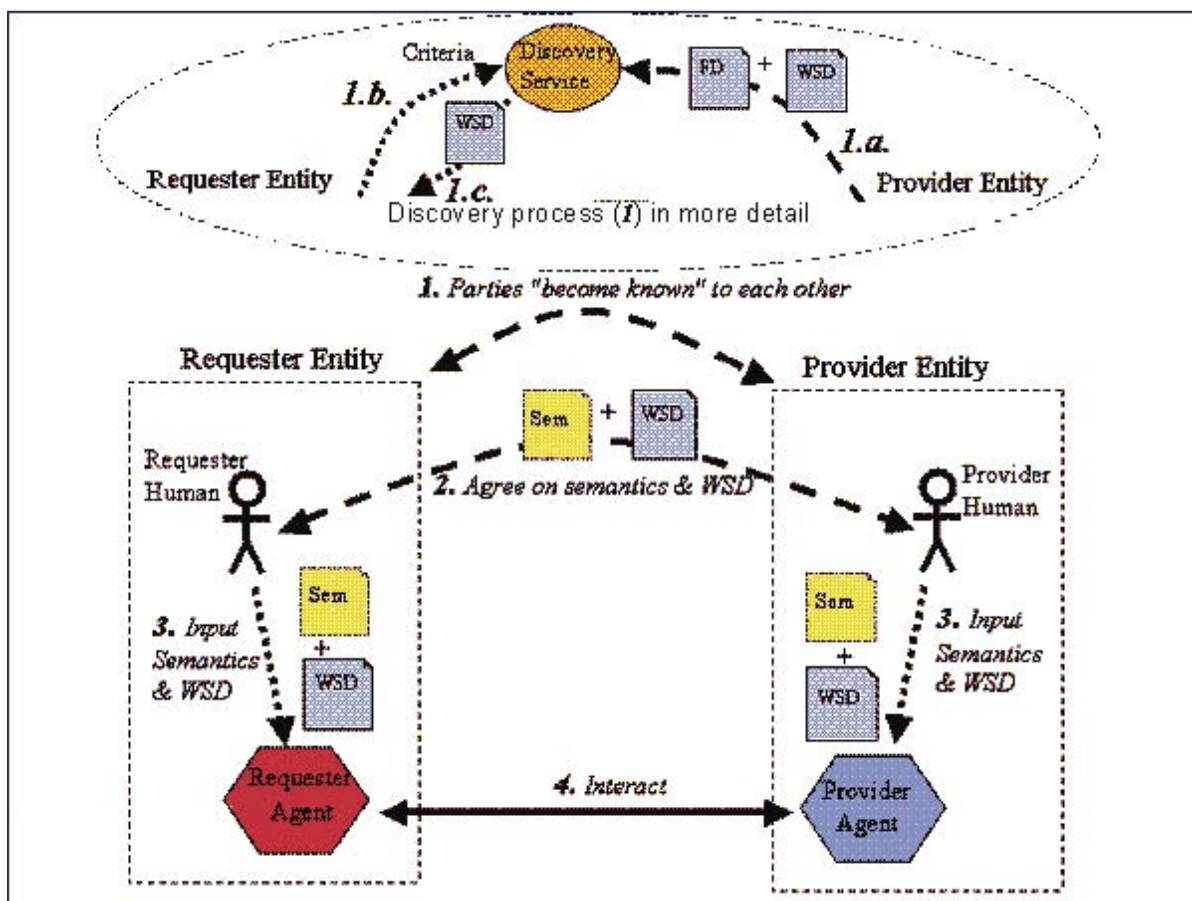 Criteria
Discovery
Service
FD
+
WSD
1.b.
WSD
1.a.
Requester Entity
Provider Entity
1.c.
Discovery process (1) in more detail
1. Parties "become known" to each other
Requester Entity
Provider Entity
Sem
+
WSD
Requester
Human
Provider
Human
2. Agree on semantics & WSD
Sem
+
WSD
Sem
+
WSD
3. Input
Semantics
& WSD
3. Input
Semantics
& WSD
Requester
Agent
4. Interact
Provider
Agent